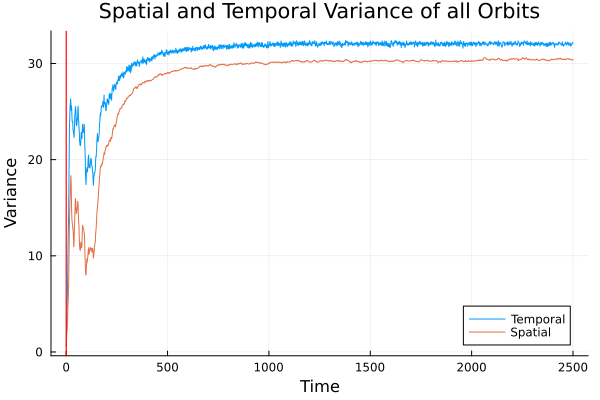 Spatial and Temporal Variance of all Orbits
Variance
30
20
10
0
Temporal
Spatial
0 500 1000 1500 2000 2500
Time